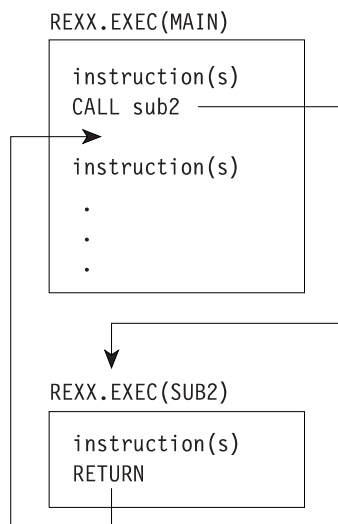 REXX.EXEC(MAIN)
instruction(s)
CALL sub2
instruction(s)
.
.
.
REXX.EXEC(SUB2)
instruction(s)
RETURN